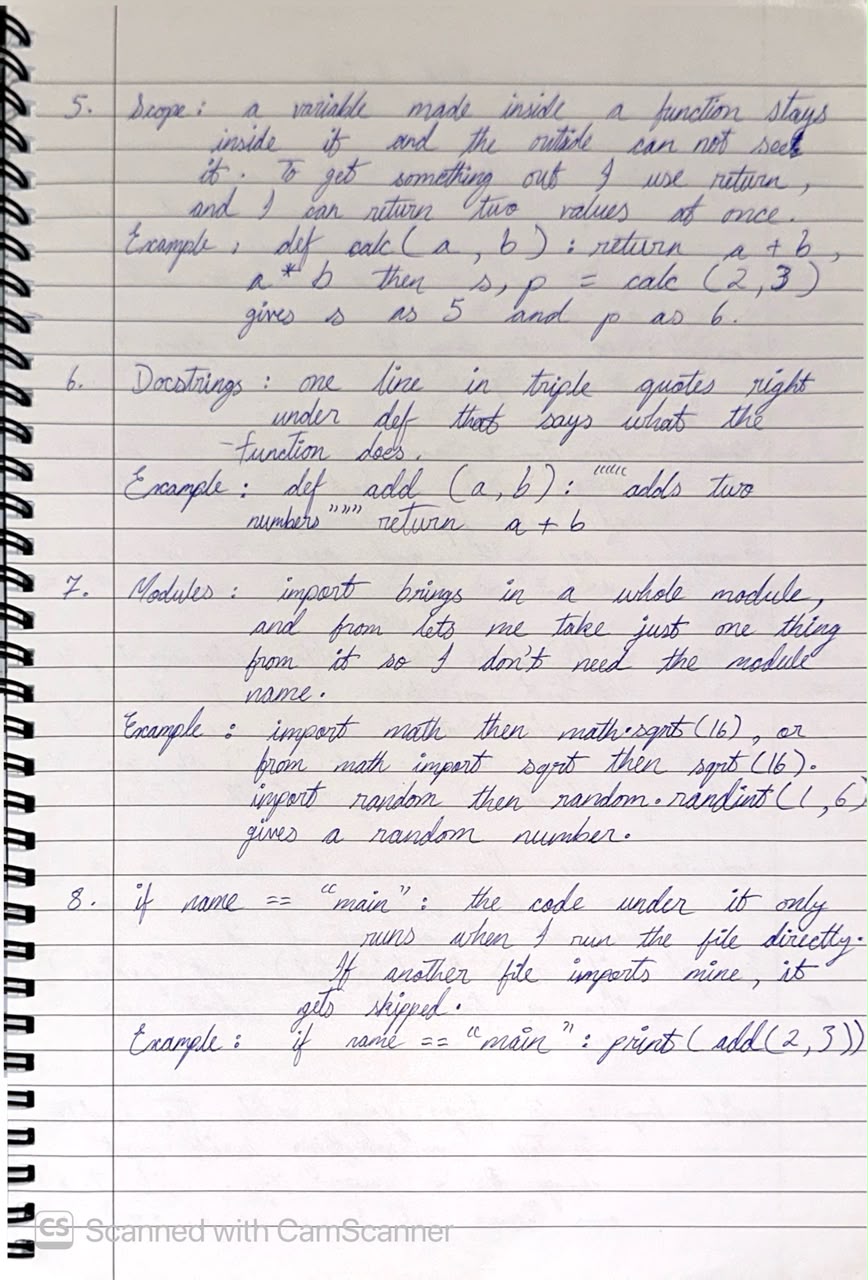 5. Scope : a variable made inside a function stays
inside it and the outside can not see
it. To get something out I use return,
and I can return two values at once.
Example, def calc( a , b ) : return a + b ,
a * b then s, p = calc (2,3)
gives s as 5 and p as 6.
6. Docstrings : one line in triple quotes right
under def that says what the
function does.
Example : def add (a,b) : """adds two
numbers""" return a + b
7. Modules : import brings in a whole module,
and from lets me take just one thing
from it so I don't need the module
name.
Example : import math then math.sqrt(16), or
from math import sqrt then sqrt(16).
import random then random.randint(1,6)
gives a random number.
8. if name == "main" : the code under it only
runs when I run the file directly.
If another file imports mine, it
gets skipped.
Example : if name == "main" : print( add(2,3))
CS Scanned with CamScanner